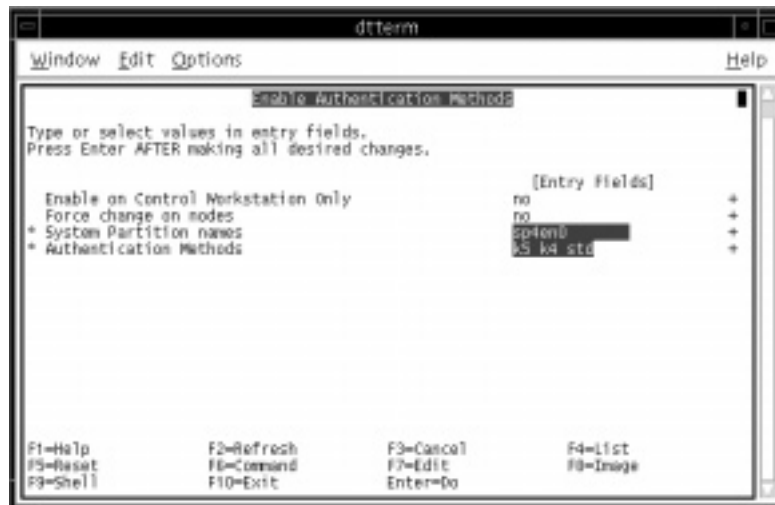 dtterm
Window Edit Options Help
Enable Authentication Methods
Type or select values in entry fields.
Press Enter AFTER making all desired changes.
[Entry Fields]
Enable on Control Workstation Only no +
Force change on nodes no +
* System Partition names sp4en0 +
* Authentication Methods k5 k4 std +
F1=Help F2=Refresh F3=Cancel F4=List
F5=Reset F6=Command F7=Edit F8=Image
F9=Shell F10=Exit Enter=Do